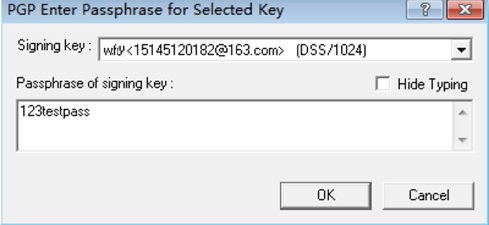 PGP Enter Passphrase for Selected Key
Signing key : wfy<15145120182@163.com> (DSS/1024)
Passphrase of signing key :
Hide Typing
123testpass
OK
Cancel